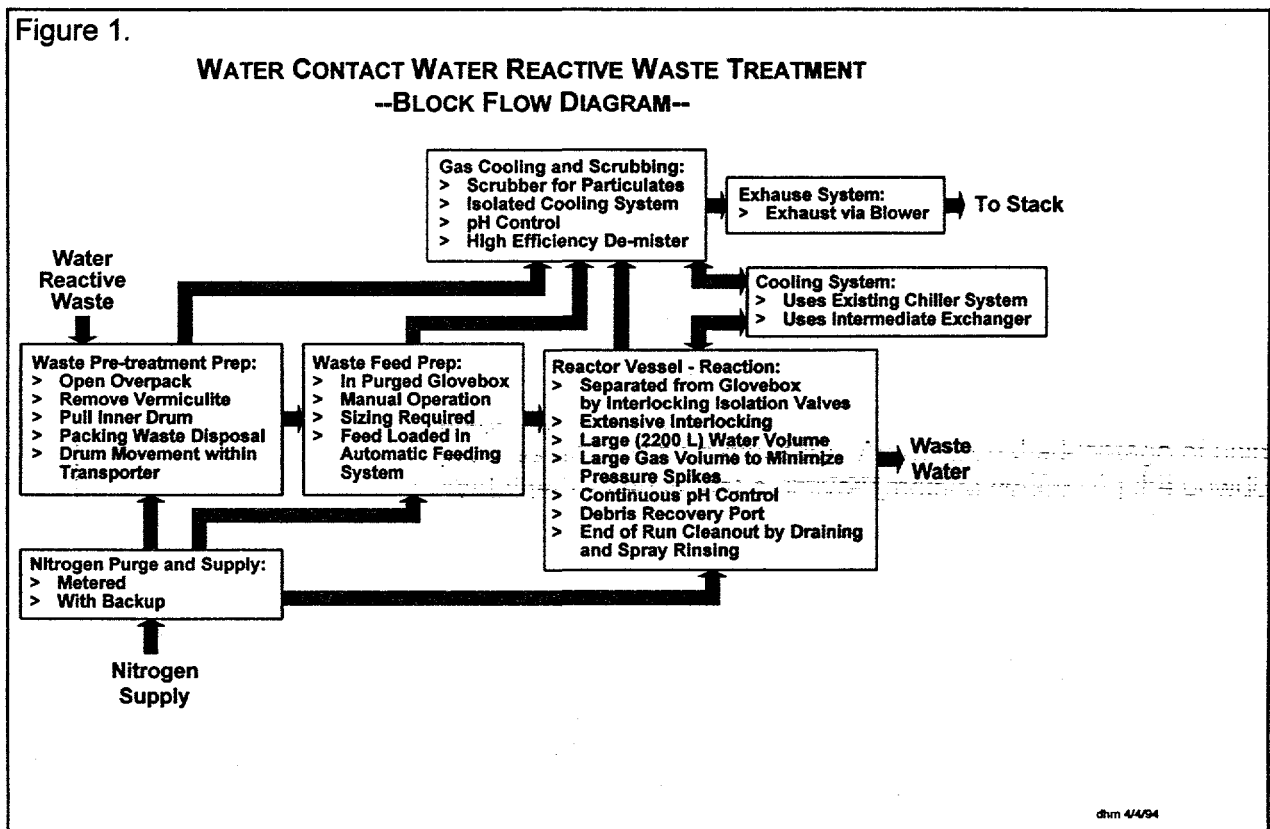 Figure 1.
WATER CONTACT WATER REACTIVE WASTE TREATMENT
--BLOCK FLOW DIAGRAM--
Gas Cooling and Scrubbing:
> Scrubber for Particulates
> Isolated Cooling System
> pH Control
> High Efficiency De-mister
Exhause System:
> Exhaust via Blower
To Stack
Water
Reactive
Waste
Cooling System:
> Uses Existing Chiller System
> Uses Intermediate Exchanger
Waste Pre-treatment Prep:
> Open Overpack
> Remove Vermiculite
> Pull Inner Drum
> Packing Waste Disposal
> Drum Movement within
Transporter
Waste Feed Prep:
> In Purged Glovebox
> Manual Operation
> Sizing Required
> Feed Loaded in
Automatic Feeding
System
Reactor Vessel - Reaction:
> Separated from Glovebox
by Interlocking Isolation Valves
> Extensive Interlocking
> Large (2200 L) Water Volume
> Large Gas Volume to Minimize
Pressure Spikes
> Continuous pH Control
> Debris Recovery Port
> End of Run Cleanout by Draining
and Spray Rinsing
Waste
Water
Nitrogen Purge and Supply:
> Metered
> With Backup
Nitrogen
Supply
dhm 4/4/94